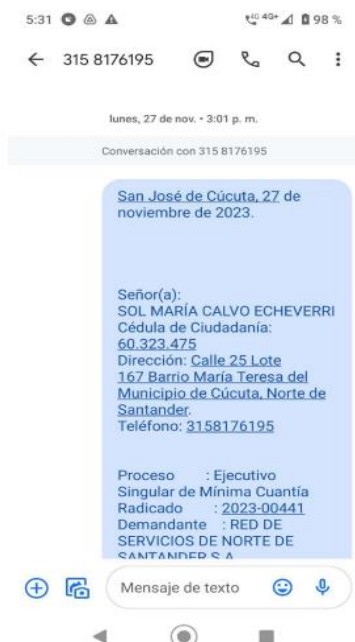 5:31 4G 4G+ 98 %
315 8176195
lunes, 27 de nov. • 3:01 p. m.
Conversación con 315 8176195
San José de Cúcuta, 27 de
noviembre de 2023.
Señor(a):
SOL MARÍA CALVO ECHEVERRI
Cédula de Ciudadanía:
60.323.475
Dirección: Calle 25 Lote
167 Barrio María Teresa del
Municipio de Cúcuta, Norte de
Santander.
Teléfono: 3158176195
Proceso : Ejecutivo
Singular de Mínima Cuantía
Radicado : 2023-00441
Demandante : RED DE
SERVICIOS DE NORTE DE
SANTANDER S.A
Mensaje de texto